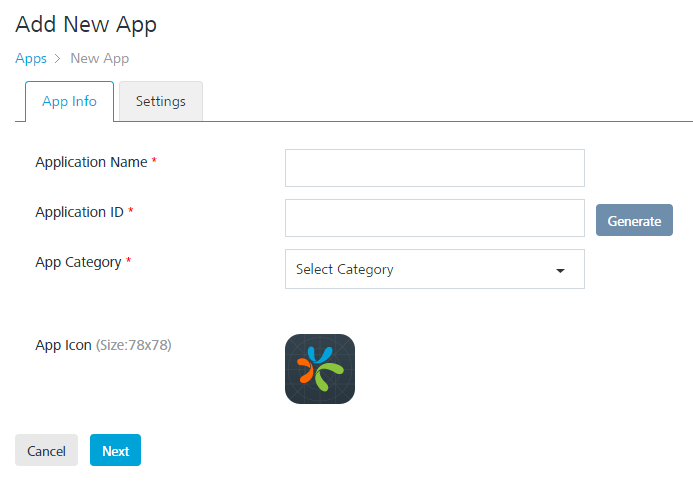 Add New App
Apps > New App
App Info Settings
Application Name *
Application ID * Generate
App Category * Select Category
App Icon (Size:78x78)
Cancel Next